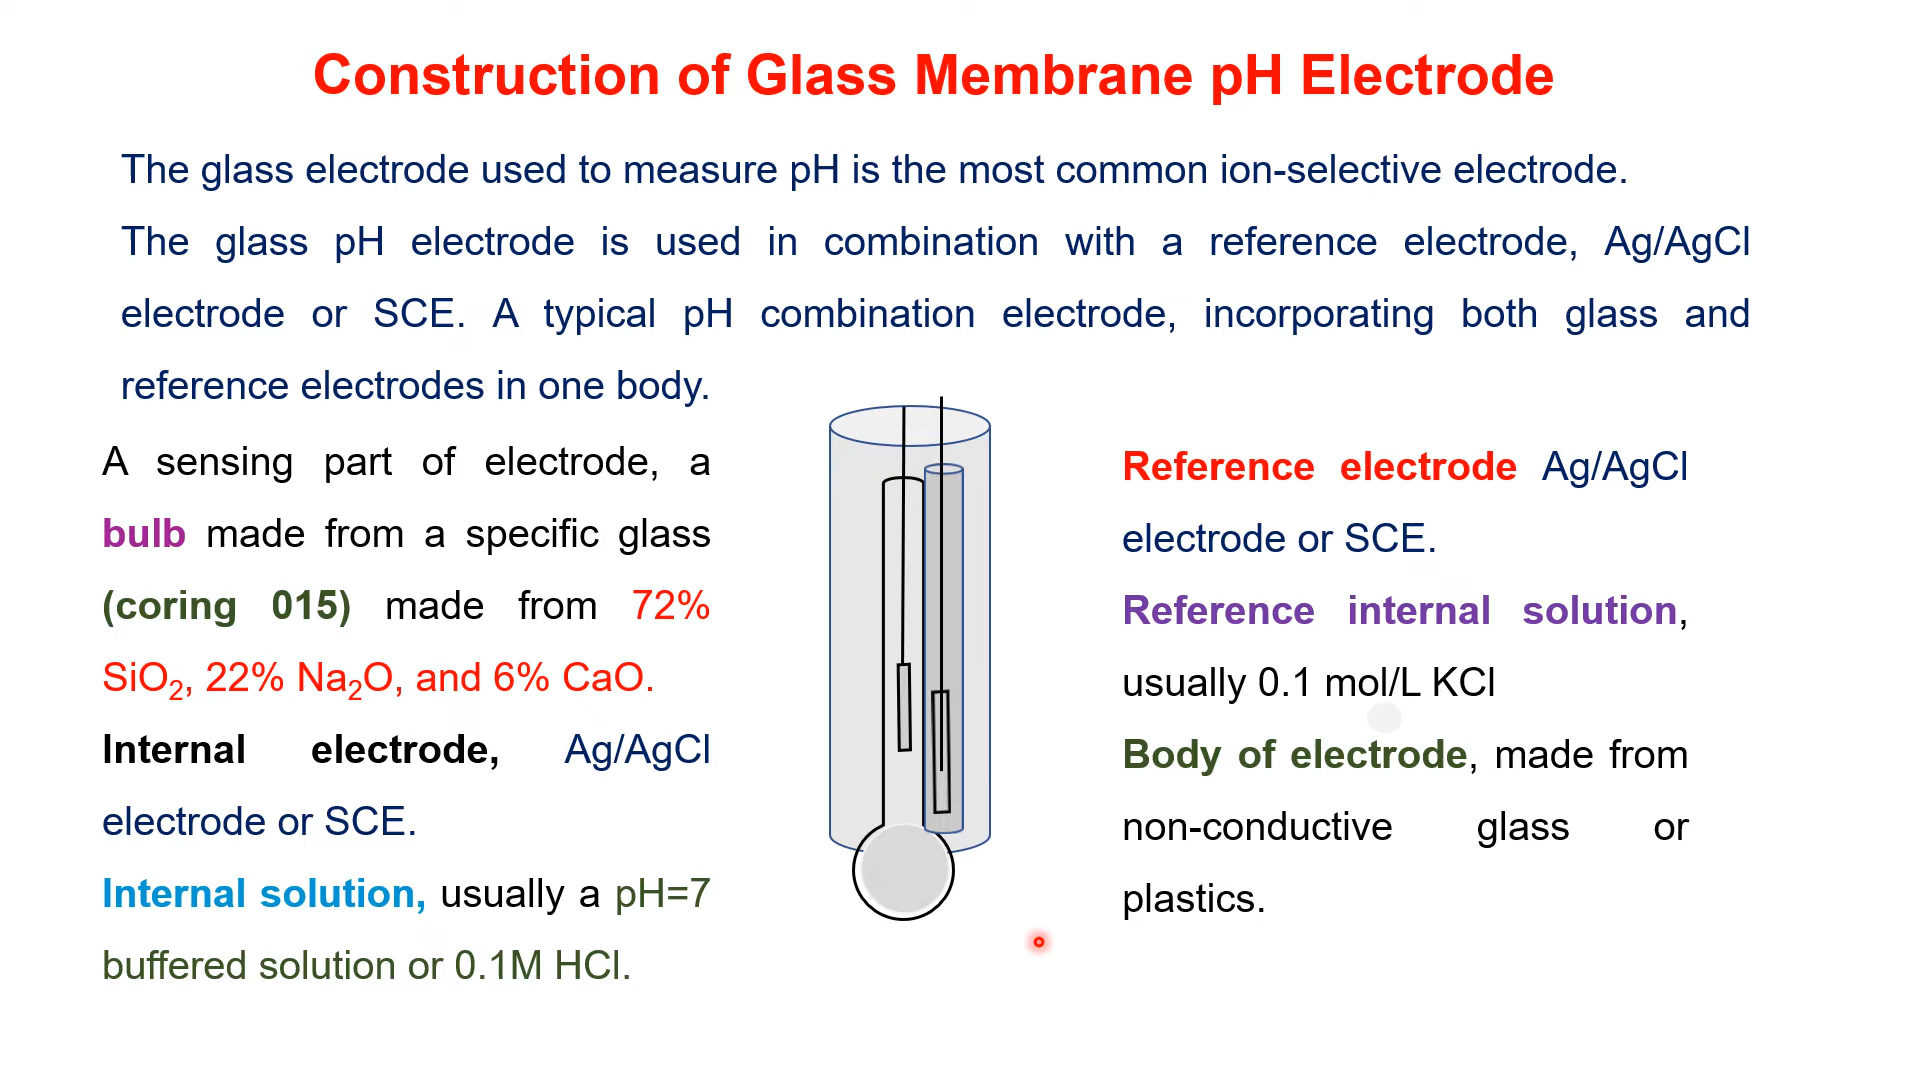 Construction of Glass Membrane pH Electrode
The glass electrode used to measure pH is the most common ion-selective electrode.
The glass pH electrode is used in combination with a reference electrode, Ag/AgCl
electrode or SCE. A typical pH combination electrode, incorporating both glass and
reference electrodes in one body.
A sensing part of electrode, a
bulb made from a specific glass
(coring 015) made from 72%
SiO₂, 22% Na₂O, and 6% CaO.
Internal electrode, Ag/AgCl
electrode or SCE.
Internal solution, usually a pH=7
buffered solution or 0.1M HCl.
Reference electrode Ag/AgCl
electrode or SCE.
Reference internal solution,
usually 0.1 mol/L KCl
Body of electrode, made from
non-conductive glass or
plastics.